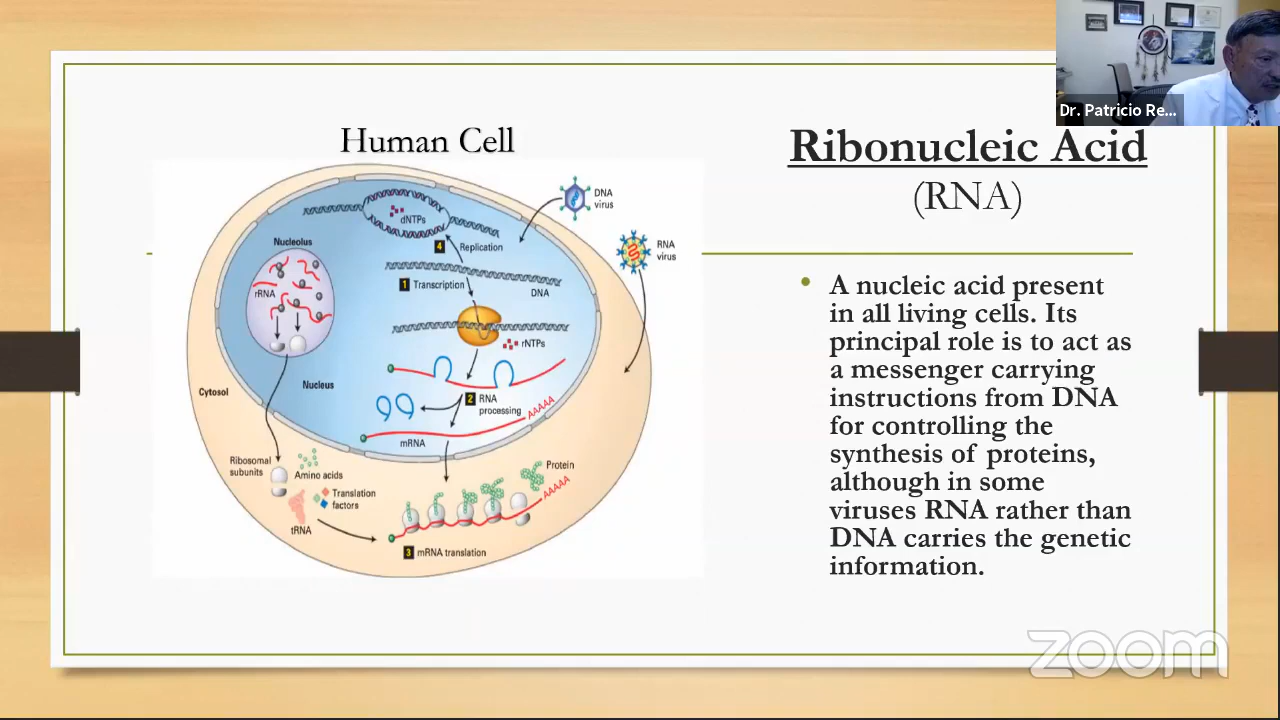 Dr. Patricio Re...
Human Cell
Ribonucleic Acid
(RNA)
DNA
virus
dNTPs
Nucleolus
4 Replication
RNA
virus
1 Transcription
DNA
rRNA
rNTPs
Nucleus
Cytosol
2 RNA
processing
AAAAA
mRNA
Ribosomal
subunits
Amino acids
Protein
Translation
factors
AAAAA
tRNA
3 mRNA translation
• A nucleic acid present
in all living cells. Its
principal role is to act as
a messenger carrying
instructions from DNA
for controlling the
synthesis of proteins,
although in some
viruses RNA rather than
DNA carries the genetic
information.
zoom